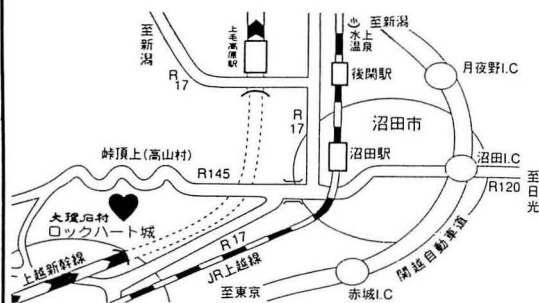 至新潟
上毛高原駅
水上温泉
至新潟
後閑駅
月夜野I.C
R17
R17
沼田市
沼田駅
沼田I.C
峠頂上(高山村)
R145
R120
至日光
大理石村
ロックハート城
R17
上越新幹線
JR上越線
関越自動車道
至東京
赤城I.C